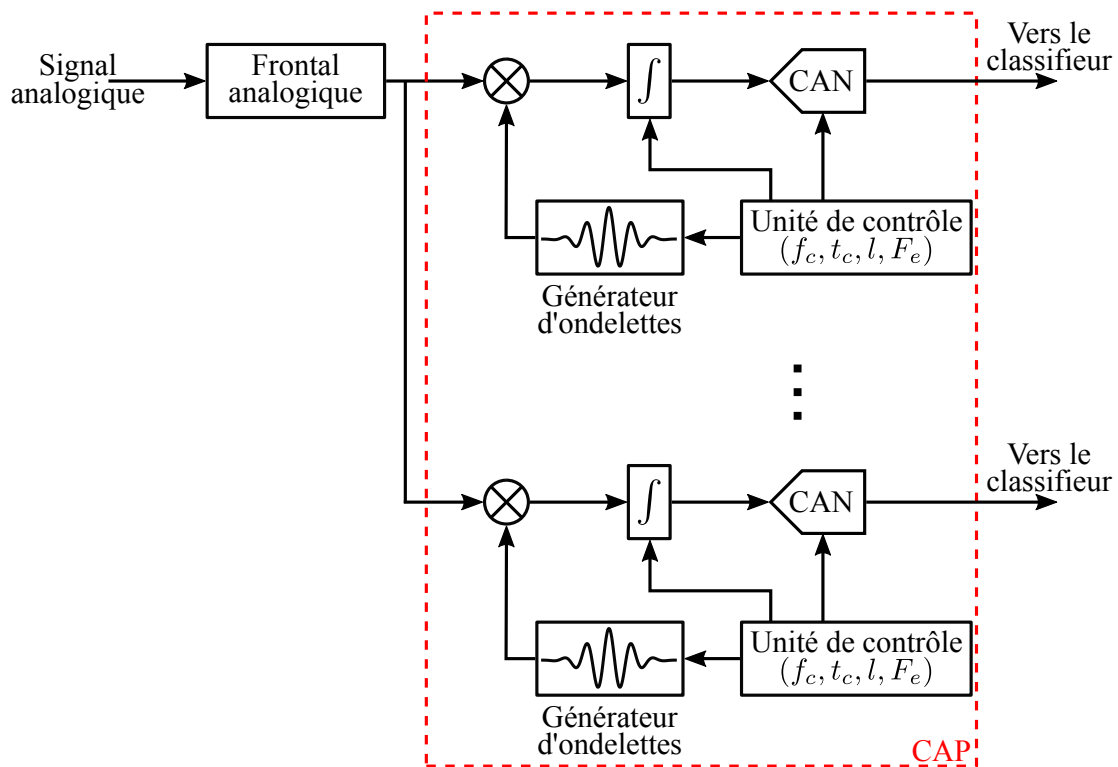 Signal
analogique
Frontal
analogique
∫
CAN
Vers le
classifieur
Unité de contrôle
(f_c, t_c, l, F_e)
Générateur
d'ondelettes
∫
CAN
Vers le
classifieur
Unité de contrôle
(f_c, t_c, l, F_e)
Générateur
d'ondelettes
CAP